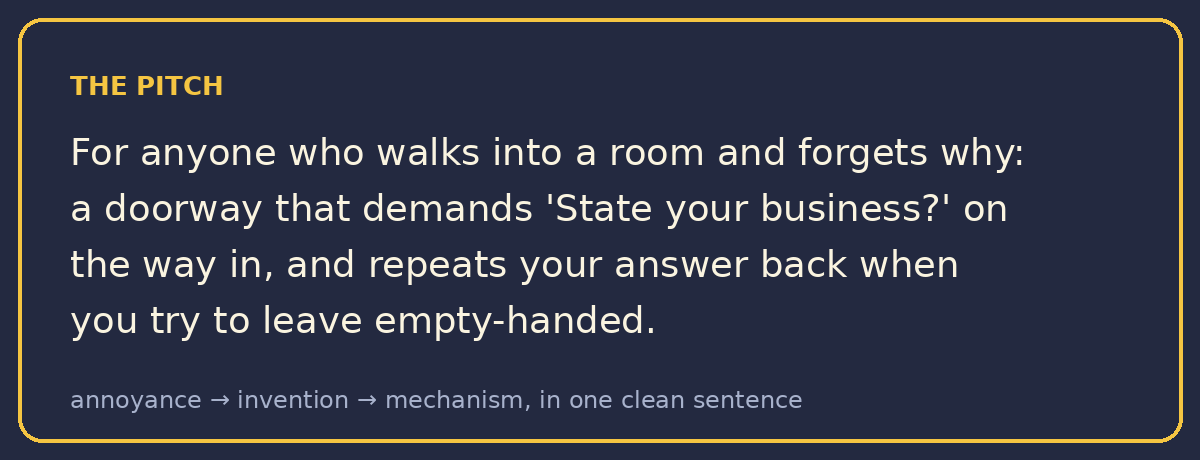 THE PITCH
For anyone who walks into a room and forgets why:
a doorway that demands 'State your business?' on
the way in, and repeats your answer back when
you try to leave empty-handed.
annoyance → invention → mechanism, in one clean sentence